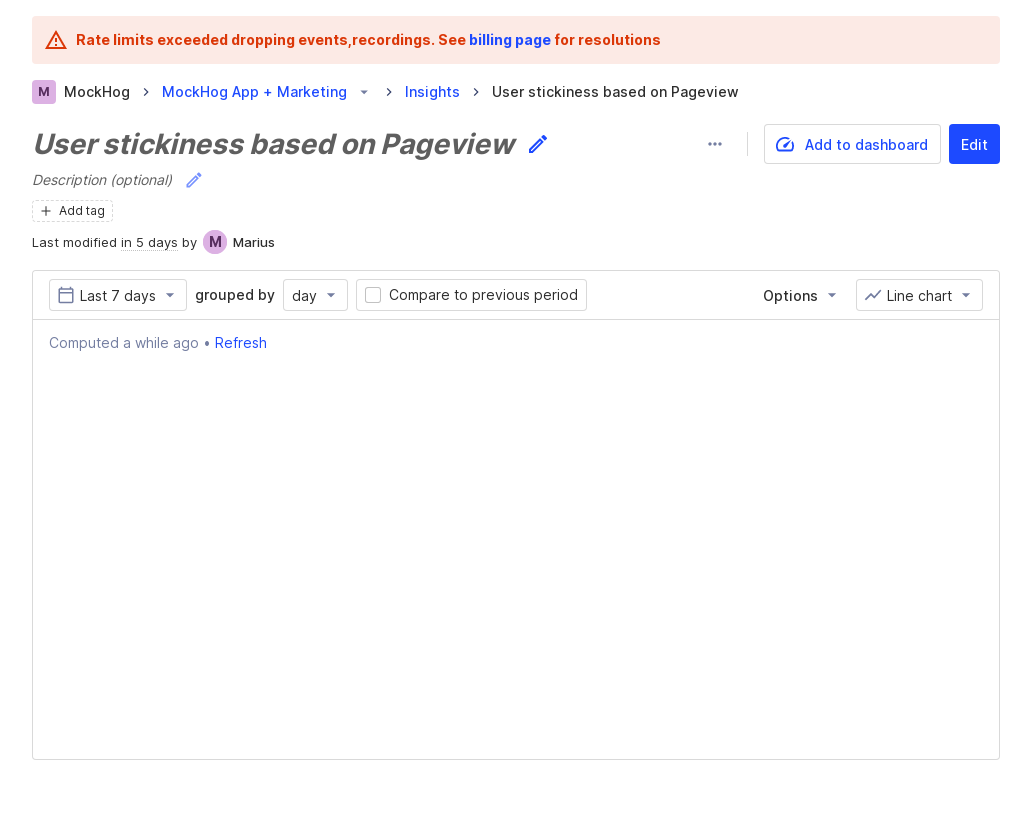 Rate limits exceeded dropping events,recordings. See billing page for resolutions
M MockHog MockHog App + Marketing Insights User stickiness based on Pageview
User stickiness based on Pageview
Add to dashboard Edit
Description (optional)
Add tag
Last modified in 5 days by M Marius
Last 7 days grouped by day Compare to previous period Options Line chart
Computed a while ago • Refresh